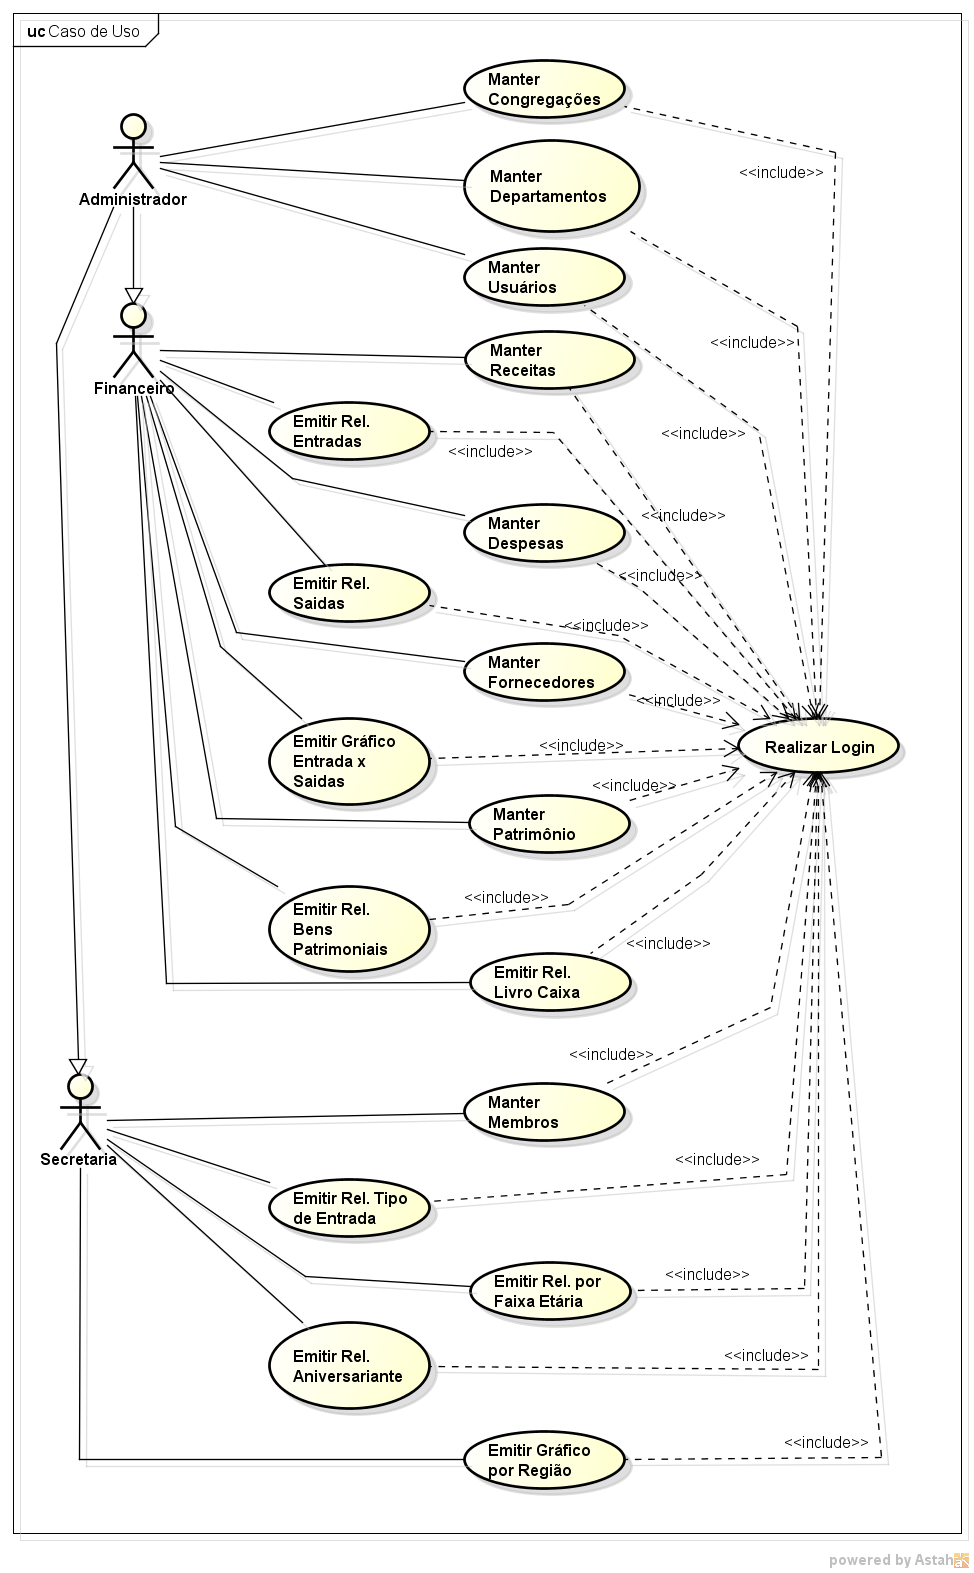 uc Caso de Uso
Manter
Congregações
<<include>>
Administrador
Manter
Departamentos
Manter
Usuários
<<include>>
Manter
Receitas
Financeiro
Emitir Rel.
Entradas
<<include>>
<<include>>
<<include>>
Manter
Despesas
<<include>>
Emitir Rel.
Saidas
<<include>>
Manter
Fornecedores
<<include>>
Emitir Gráfico
Entrada x
Saidas
<<include>>
Realizar Login
<<include>>
Manter
Patrimônio
<<include>>
Emitir Rel.
Bens
Patrimoniais
<<include>>
Emitir Rel.
Livro Caixa
<<include>>
Manter
Membros
Secretaria
<<include>>
Emitir Rel. Tipo
de Entrada
<<include>>
Emitir Rel. por
Faixa Etária
<<include>>
Emitir Rel.
Aniversariante
<<include>>
Emitir Gráfico
por Região
powered by Astah